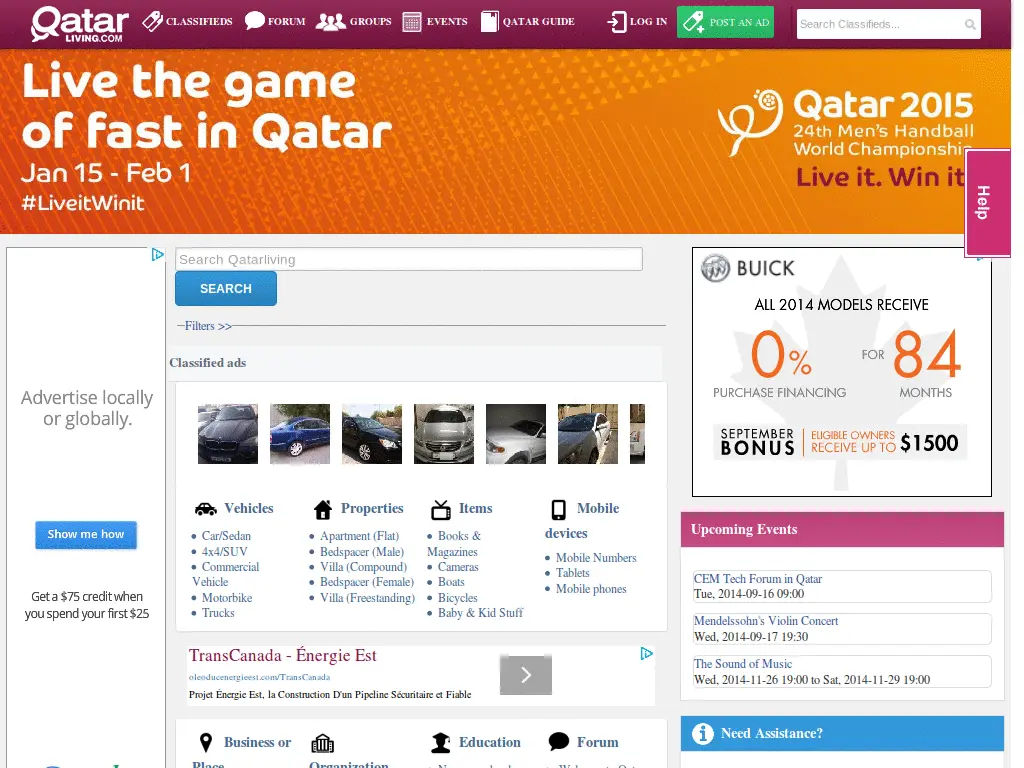 Qatar
LIVING.COM
CLASSIFIEDS
FORUM
GROUPS
EVENTS
QATAR GUIDE
LOG IN
POST AN AD
Search Classifieds...
Live the game
of fast in Qatar
Jan 15 - Feb 1
#LiveitWinit
Qatar 2015
24th Men's Handball
World Championship
Live it. Win it
Help
Advertise locally
or globally.
Show me how
Get a $75 credit when
you spend your first $25
Search Qatarliving
SEARCH
Filters >>
Classified ads
Vehicles
Car/Sedan
4x4/SUV
Commercial
Vehicle
Motorbike
Trucks
Properties
Apartment (Flat)
Bedspacer (Male)
Villa (Compound)
Bedspacer (Female)
Villa (Freestanding)
Items
Books &
Magazines
Cameras
Boats
Bicycles
Baby & Kid Stuff
Mobile
devices
Mobile Numbers
Tablets
Mobile phones
TransCanada - Énergie Est
oleoducenergieest.com/TransCanada
Projet Énergie Est, la Construction D'un Pipeline Sécuritaire et Fiable
Business or
Place
Organization
Education
Forum
BUICK
ALL 2014 MODELS RECEIVE
0% FOR 84
PURCHASE FINANCING MONTHS
SEPTEMBER
BONUS
ELIGIBLE OWNERS
RECEIVE UP TO $1500
Upcoming Events
CEM Tech Forum in Qatar
Tue, 2014-09-16 09:00
Mendelssohn's Violin Concert
Wed, 2014-09-17 19:30
The Sound of Music
Wed, 2014-11-26 19:00 to Sat, 2014-11-29 19:00
Need Assistance?